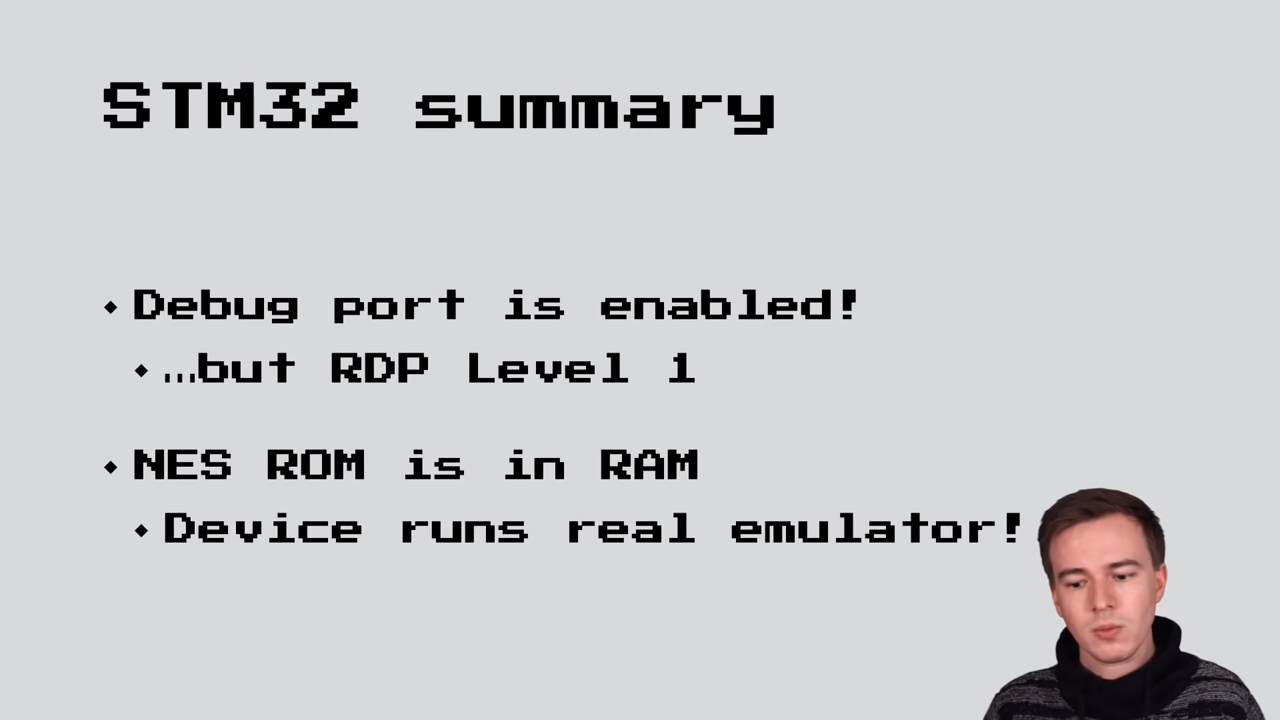 STM32 summary
Debug port is enabled!
...but RDP Level 1
NES ROM is in RAM
Device runs real emulator!